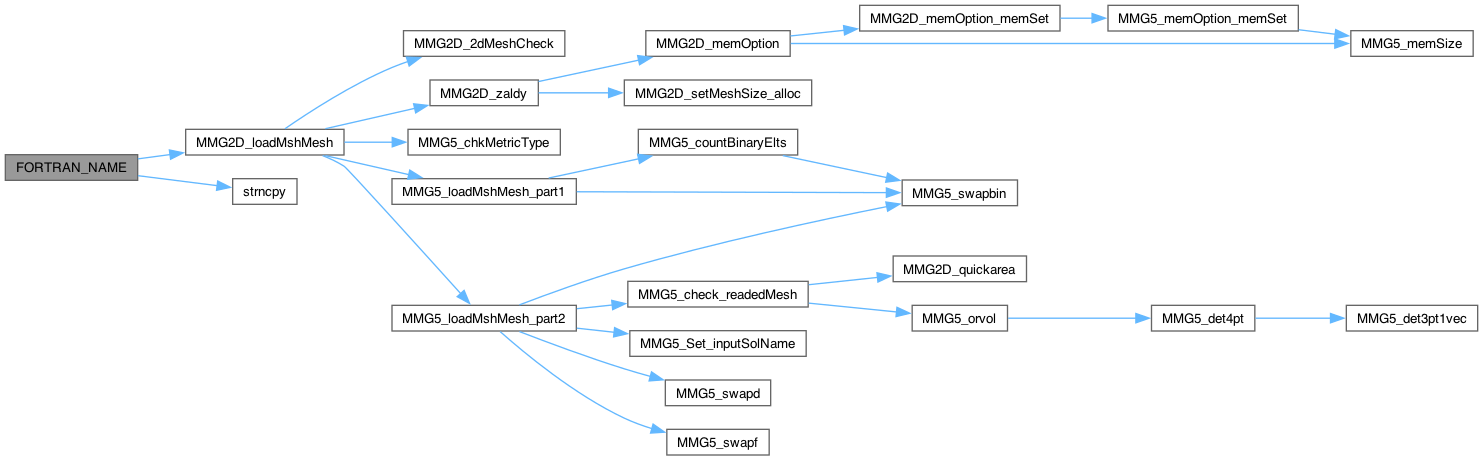 FORTRAN_NAME
MMG2D_loadMshMesh
strncpy
MMG2D_2dMeshCheck
MMG2D_zaldy
MMG5_chkMetricType
MMG5_loadMshMesh_part1
MMG5_loadMshMesh_part2
MMG2D_memOption
MMG2D_setMeshSize_alloc
MMG5_countBinaryElts
MMG5_check_readedMesh
MMG5_Set_inputSolName
MMG5_swapd
MMG5_swapf
MMG2D_memOption_memSet
MMG5_swapbin
MMG2D_quickarea
MMG5_orvol
MMG5_memOption_memSet
MMG5_det4pt
MMG5_memSize
MMG5_det3pt1vec